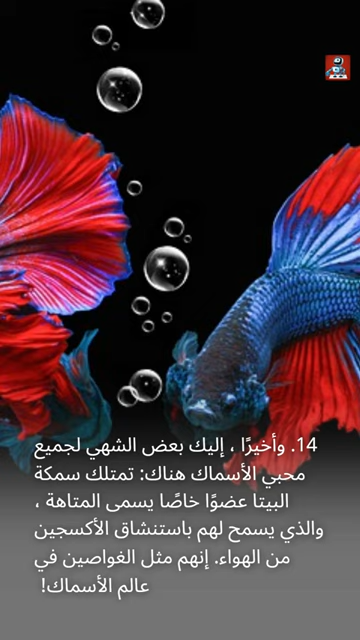 14. وأخيرًا ، إليك بعض الشهي لجميع
محبي الأسماك هناك: تمتلك سمكة
البيتا عضوًا خاصًا يسمى المتاهة ،
والذي يسمح لهم باستنشاق الأكسجين
من الهواء. إنهم مثل الغواصين في
عالم الأسماك!